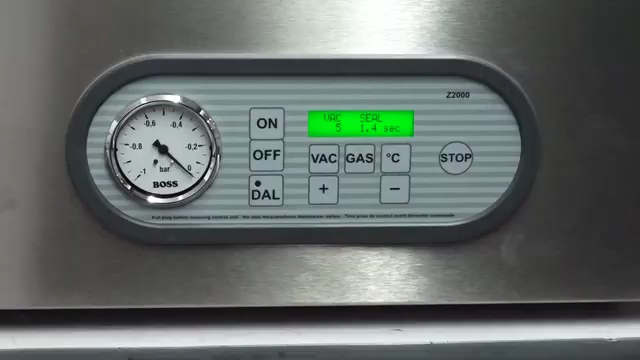 Z2000
-0,6 -0,4
-0,8 -0,2
-1 bar 0
BOSS
ON
OFF
DAL
VAC SEAL
5 1.4 sec
VAC GAS °C
+ −
STOP